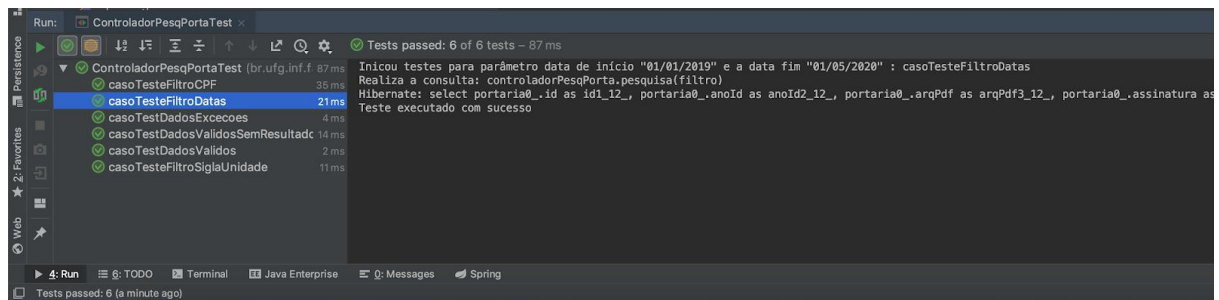 Run: ControladorPesqPortaTest ×
Tests passed: 6 of 6 tests – 87 ms
ControladorPesqPortaTest (br.ufg.inf.f 87 ms
casoTesteFiltroCPF 35 ms
casoTesteFiltroDatas 21 ms
casoTestDadosExcecoes 4 ms
casoTestDadosValidosSemResultado 14 ms
casoTestDadosValidos 2 ms
casoTesteFiltroSiglaUnidade 11 ms
Inicou testes para parâmetro data de início "01/01/2019" e a data fim "01/05/2020" : casoTesteFiltroDatas
Realiza a consulta: controladorPesqPorta.pesquisa(filtro)
Hibernate: select portaria0_.id as id1_12_, portaria0_.anoId as anoId2_12_, portaria0_.arqPdf as arqPdf3_12_, portaria0_.assinatura as
Teste executado com sucesso
Persistence
2: Favorites
Web
4: Run 6: TODO Terminal Java Enterprise 0: Messages Spring
Tests passed: 6 (a minute ago)